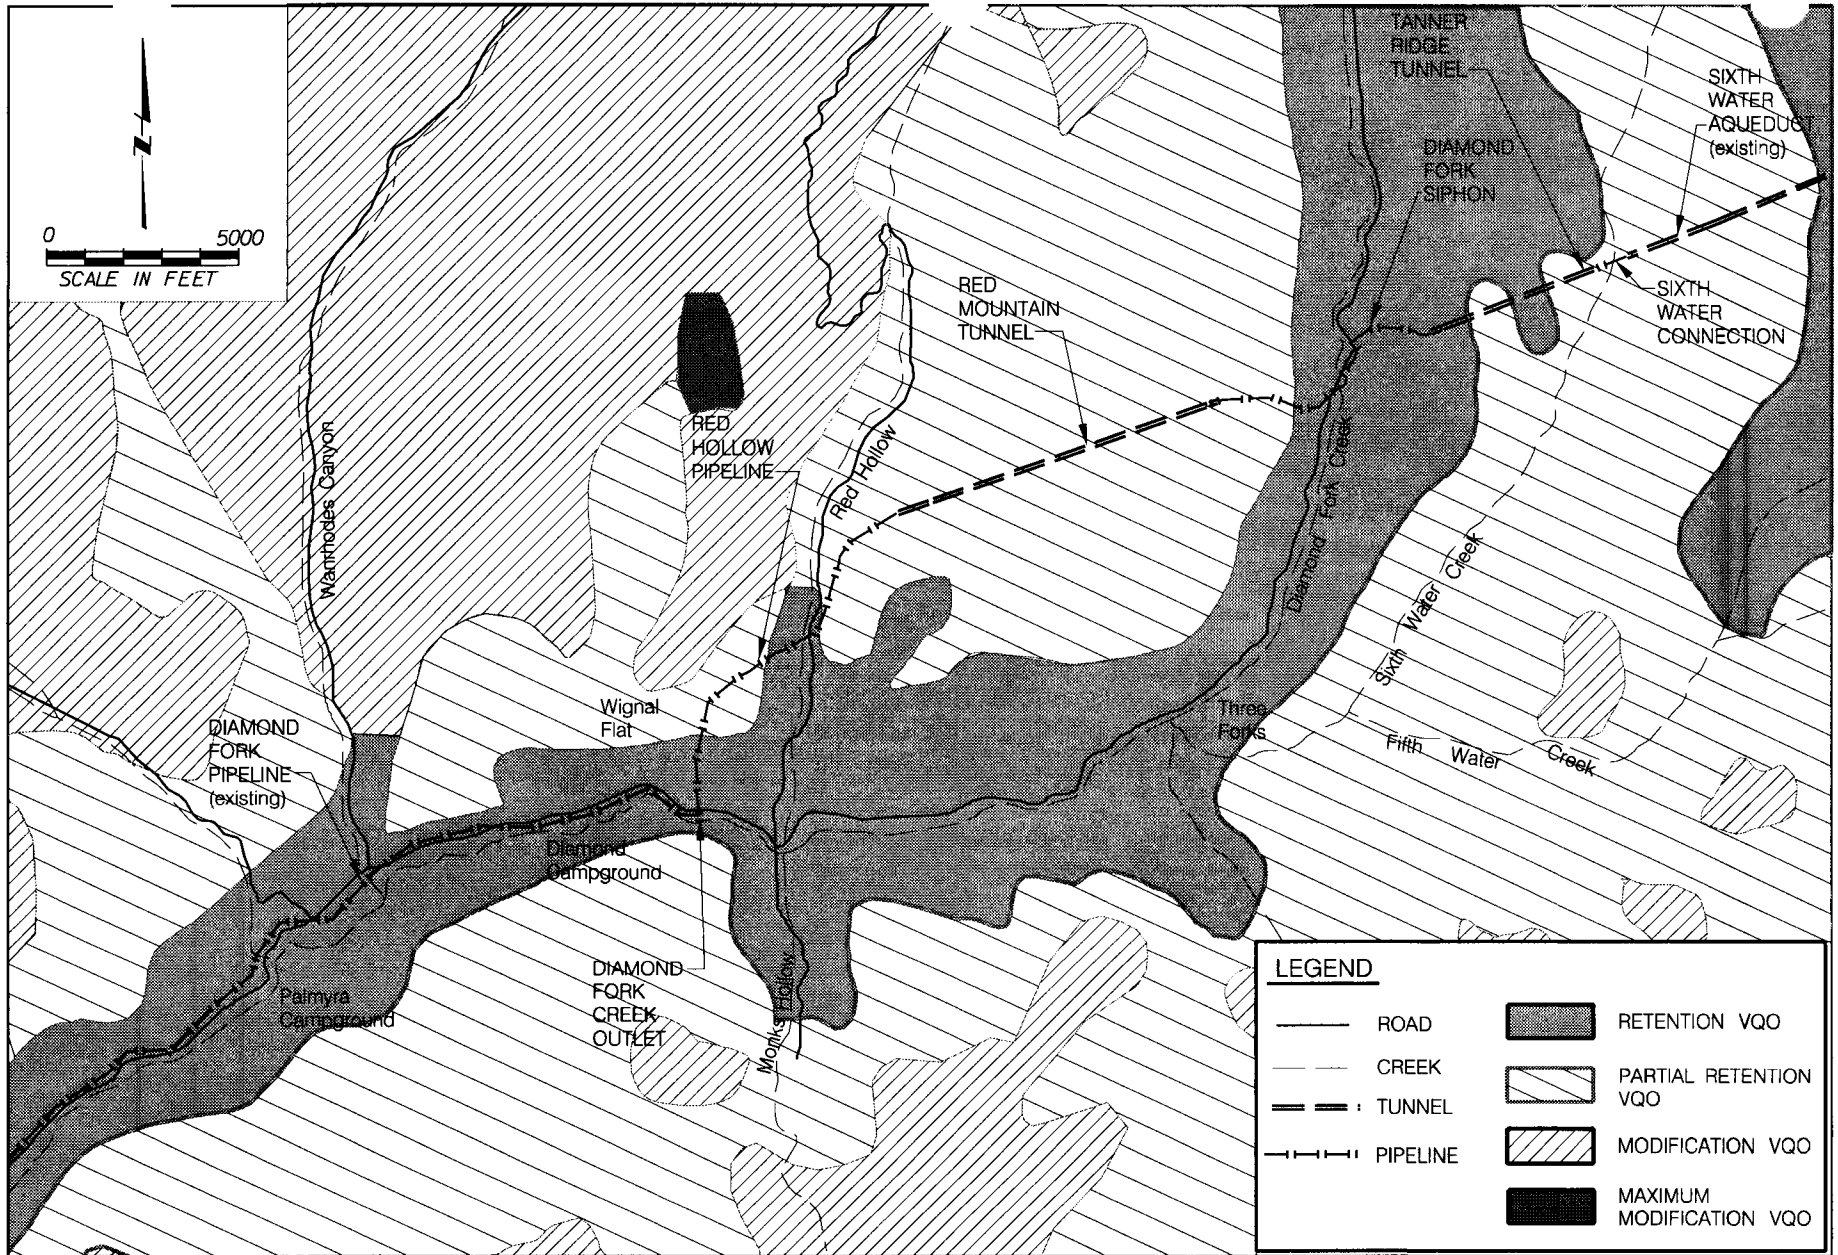 TANNER
RIDGE
TUNNEL
SIXTH
WATER
AQUEDUCT
(existing)
DIAMOND
FORK
SIPHON
N
0 5000
SCALE IN FEET
RED
MOUNTAIN
TUNNEL
SIXTH
WATER
CONNECTION
RED
HOLLOW
PIPELINE
Red Hollow
Wanrhodes Canyon
Diamond Fork Creek
Sixth Water Creek
Wignal
Flat
Three
Forks
Fifth Water Creek
DIAMOND
FORK
PIPELINE
(existing)
Diamond
Campground
DIAMOND
FORK
CREEK
OUTLET
Monks Hollow
Palmyra
Campground
LEGEND
ROAD
CREEK
TUNNEL
PIPELINE
RETENTION VQO
PARTIAL RETENTION
VQO
MODIFICATION VQO
MAXIMUM
MODIFICATION VQO